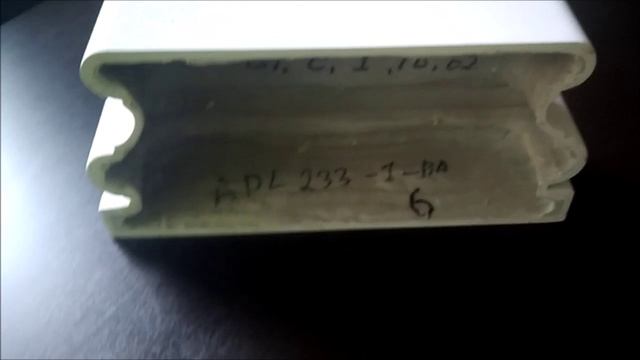 C, I, 10, 02
ADL 233-1-BA
6